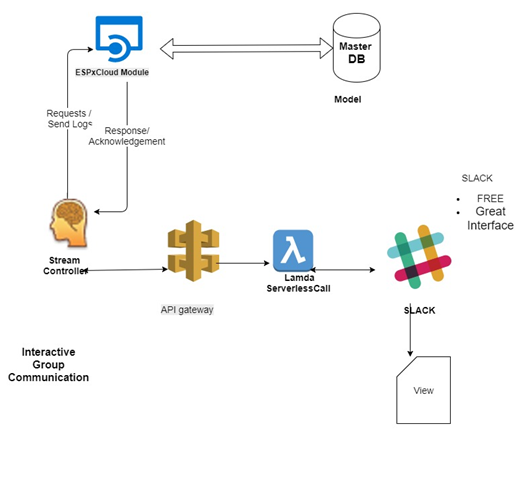 Master
DB
ESPxCloud Module
Model
Requests /
Send Logs
Response/
Acknowledgement
SLACK
FREE
Great
Interface
Stream
Controller
API gateway
Lamda
ServerlessCall
SLACK
Interactive
Group
Communication
View